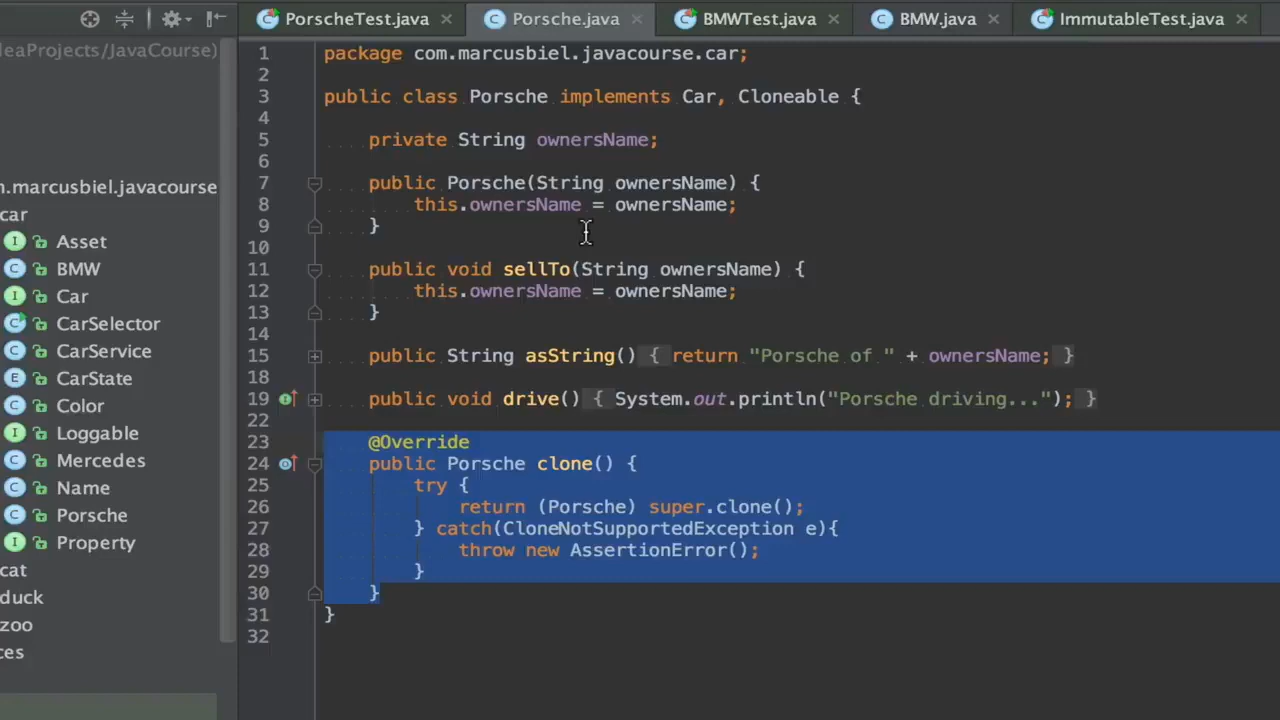 PorscheTest.java Porsche.java BMWTest.java BMW.java ImmutableTest.java
leaProjects/JavaCourse)
n.marcusbiel.javacourse
car
I Asset
C BMW
I Car
C CarSelector
C CarService
E CarState
C Color
I Loggable
C Mercedes
C Name
C Porsche
I Property
cat
duck
zoo
ces
1 package com.marcusbiel.javacourse.car;
2
3 public class Porsche implements Car, Cloneable {
4
5 private String ownersName;
6
7 public Porsche(String ownersName) {
8 this.ownersName = ownersName;
9 }
10
11 public void sellTo(String ownersName) {
12 this.ownersName = ownersName;
13 }
14
15 public String asString() { return "Porsche of " + ownersName; }
18
19 public void drive() { System.out.println("Porsche driving..."); }
22
23 @Override
24 public Porsche clone() {
25 try {
26 return (Porsche) super.clone();
27 } catch(CloneNotSupportedException e){
28 throw new AssertionError();
29 }
30 }
31 }
32